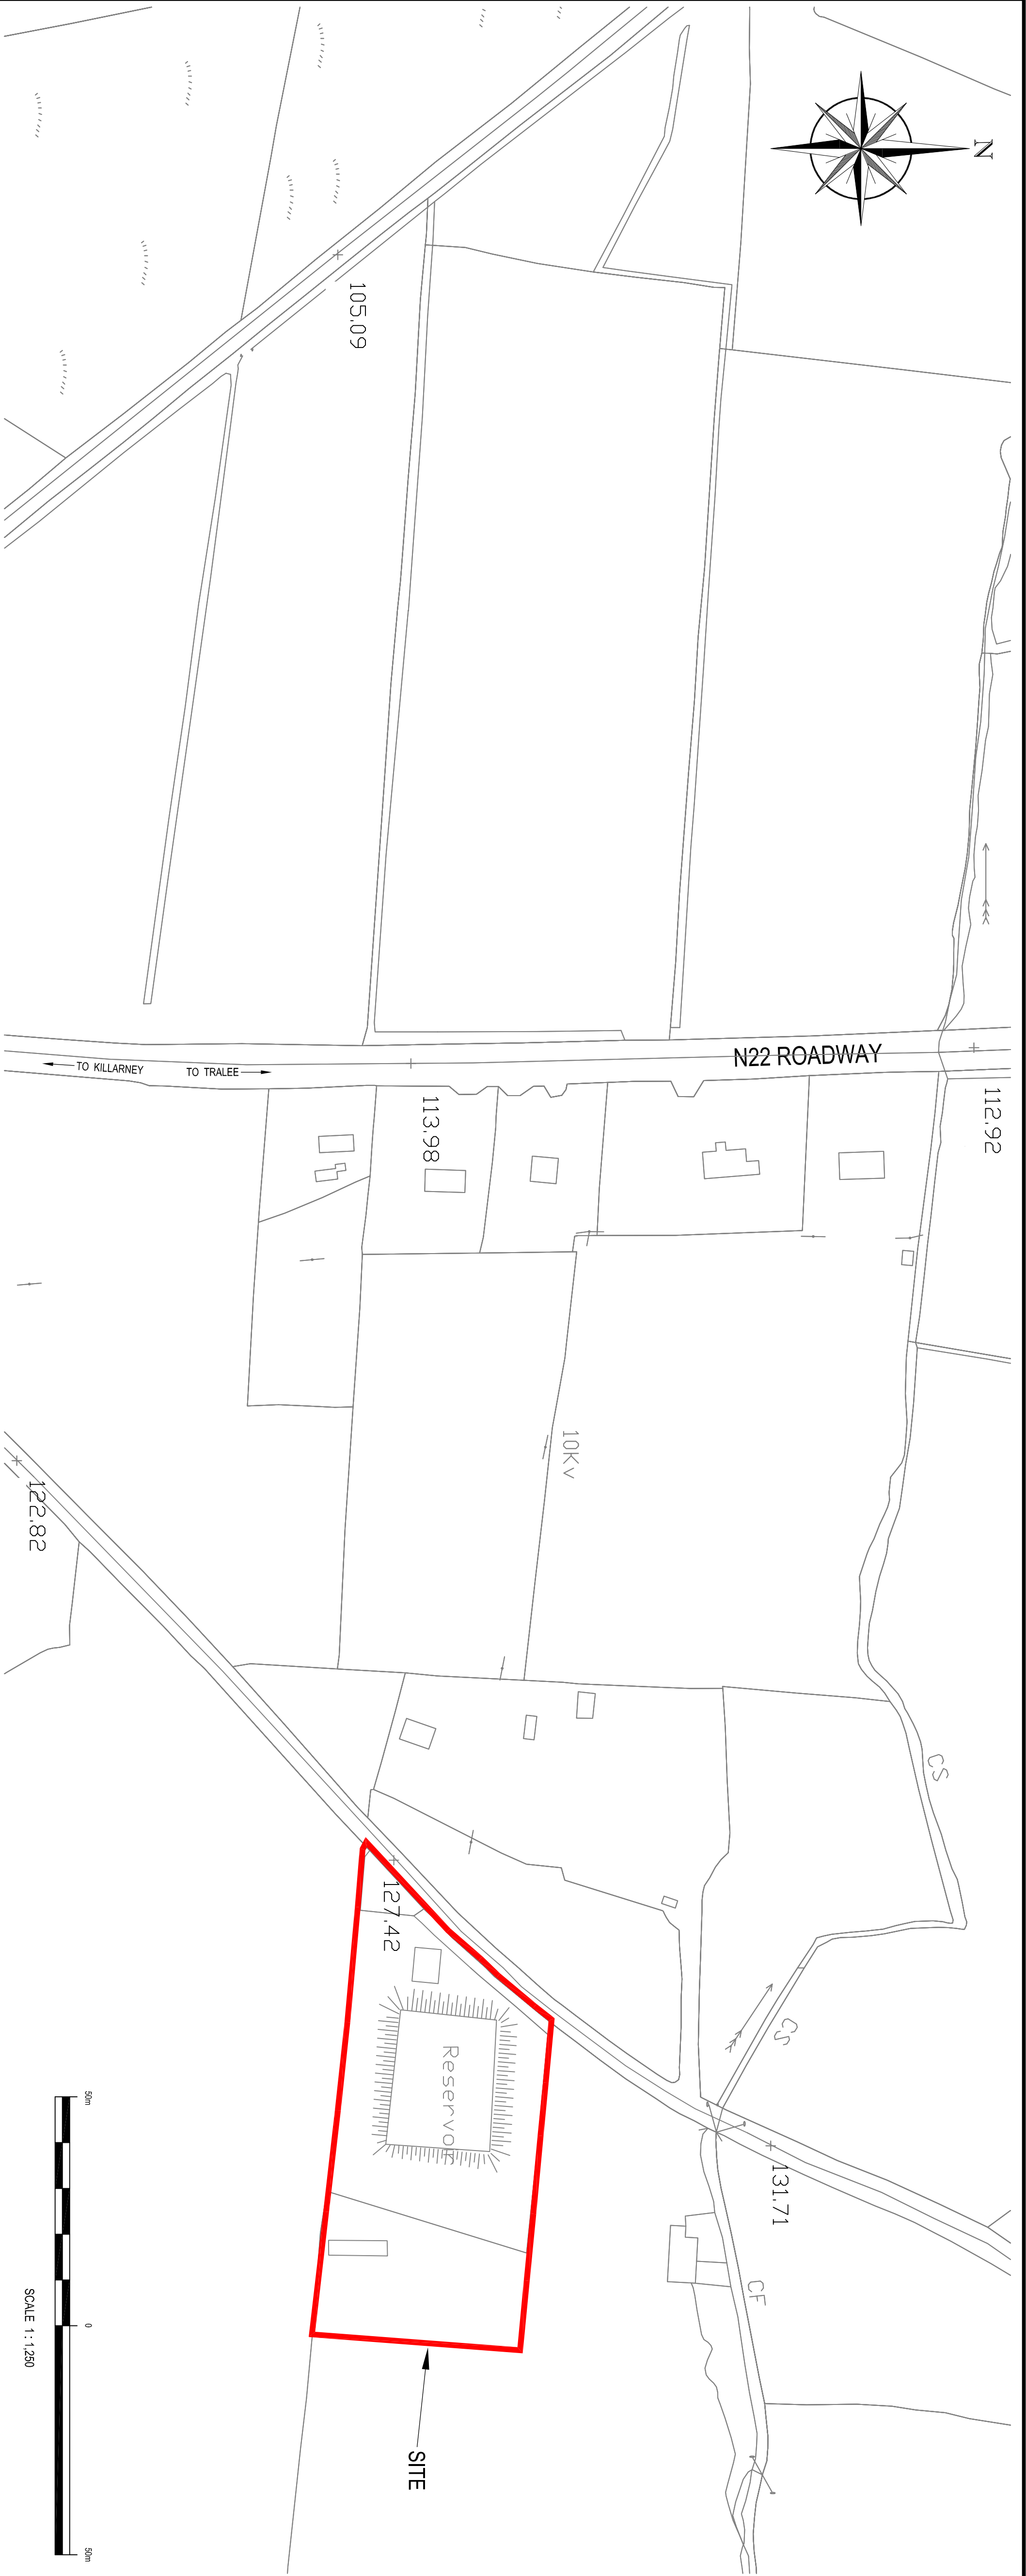 N
105.09
N22 ROADWAY
TO KILLARNEY
TO TRALEE
112.92
113.98
10Kv
122.82
CS
127.42
CS
Reservoir
131.71
CF
SITE
50m
0
50m
SCALE 1 : 1,250